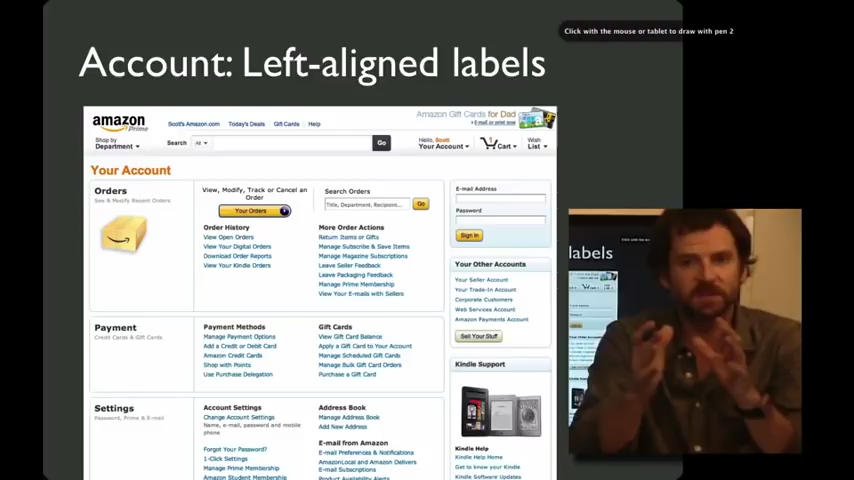 Click with the mouse or tablet to draw with pen 2
Account: Left-aligned labels
amazon
Prime
Scott's Amazon.com Today's Deals Gift Cards Help
Amazon Gift Cards for Dad
E-mail or print now
Shop by
Department
Search All Go
Hello, Scott
Your Account
Cart
Wish
List
Your Account
Orders
See & Modify Recent Orders
View, Modify, Track or Cancel an
Order
Your Orders
Search Orders
Title, Department, Recipient... Go
Order History
View Open Orders
View Your Digital Orders
Download Order Reports
View Your Kindle Orders
More Order Actions
Return Items or Gifts
Manage Subscribe & Save Items
Manage Magazine Subscriptions
Leave Seller Feedback
Leave Packaging Feedback
Manage Prime Membership
View Your E-mails with Sellers
E-mail Address
Password
Sign In
Your Other Accounts
Your Seller Account
Your Trade-In Account
Corporate Customers
Web Services Account
Amazon Payments Account
Sell Your Stuff
Payment
Credit Cards & Gift Cards
Payment Methods
Manage Payment Options
Add a Credit or Debit Card
Amazon Credit Cards
Shop with Points
Use Purchase Delegation
Gift Cards
View Gift Card Balance
Apply a Gift Card to Your Account
Manage Scheduled Gift Cards
Manage Bulk Gift Card Orders
Purchase a Gift Card
Kindle Support
Kindle Help
Kindle Help Home
Get to know your Kindle
Kindle Software Updates
Settings
Password, Prime & E-mail
Account Settings
Change Account Settings
Name, e-mail, password and mobile
phone
Forgot Your Password?
1-Click Settings
Manage Prime Membership
Amazon Student Membership
Address Book
Manage Address Book
Add New Address
E-mail from Amazon
E-mail Preferences & Notifications
AmazonLocal and Amazon Delivers
E-mail Subscriptions
Product Availability Alerts
labels